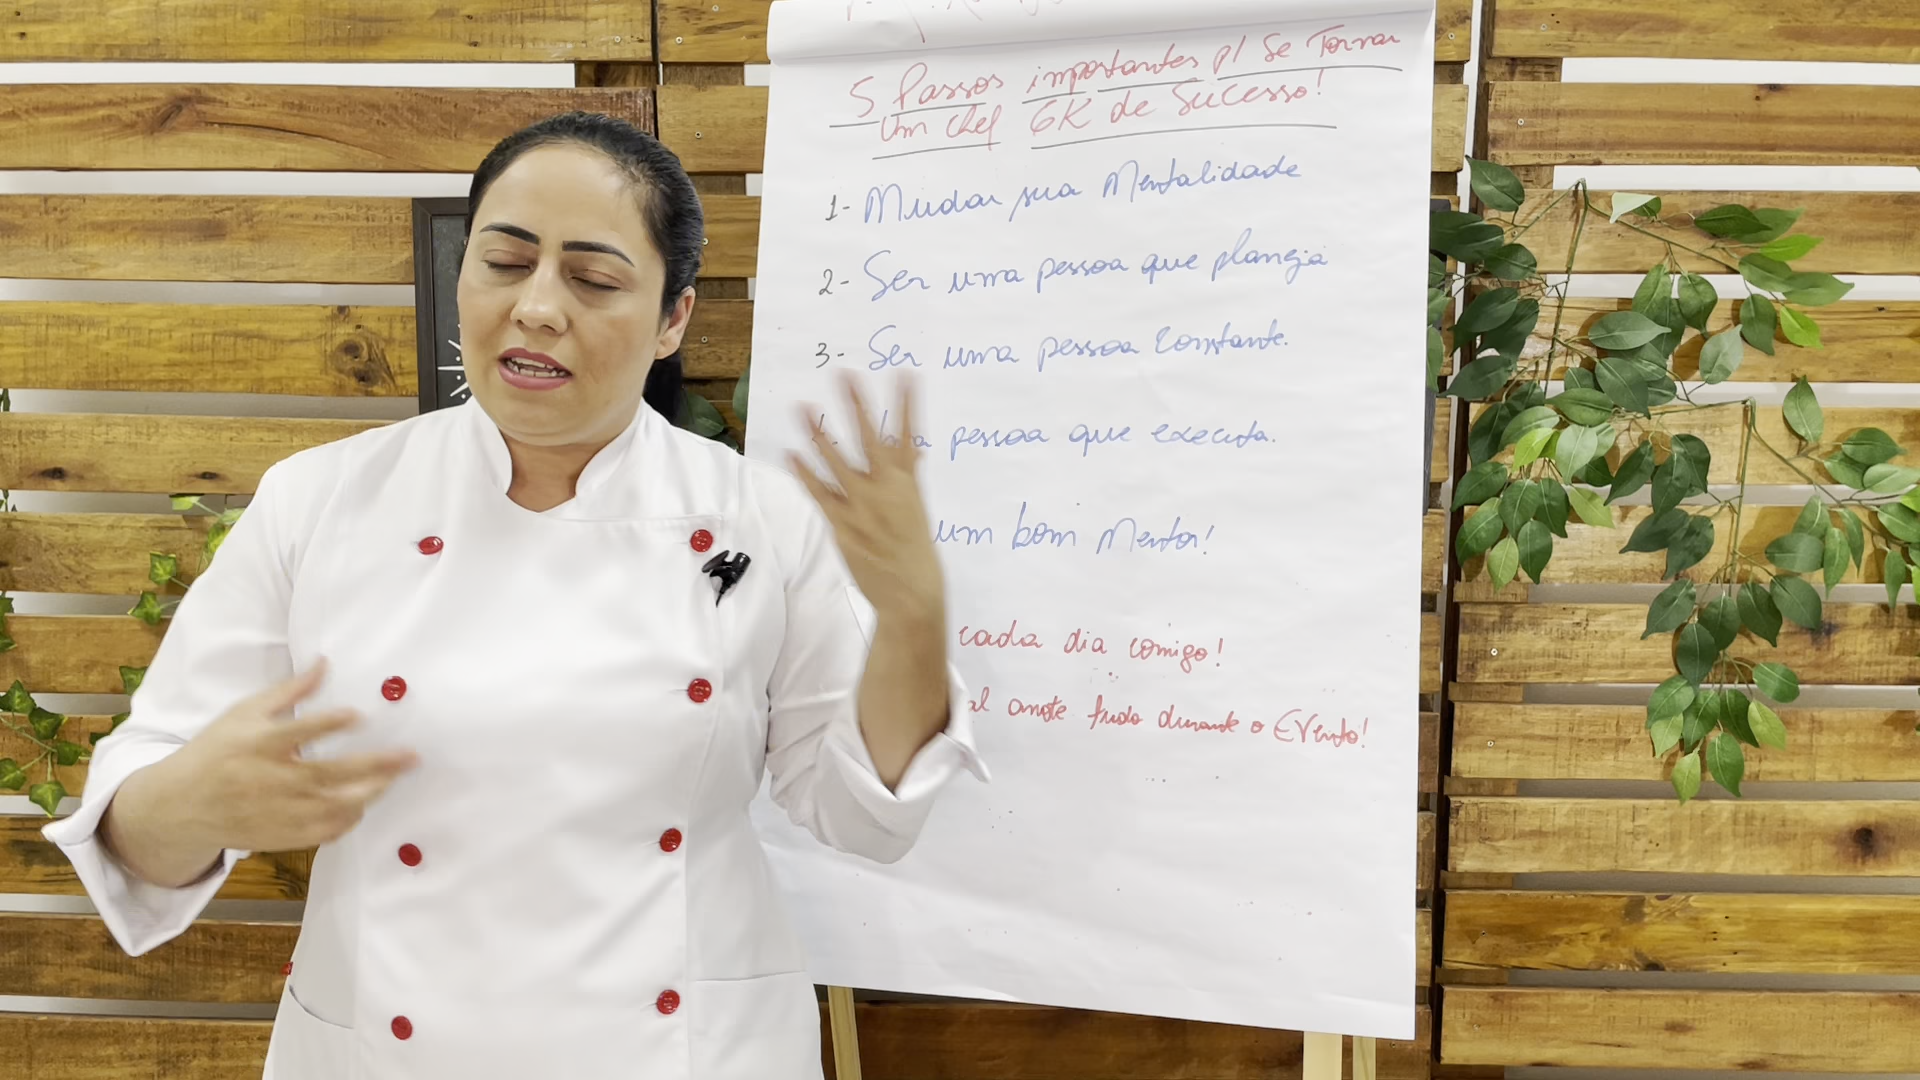 5 Passos importantes p/ Se Tornar
um chef 6K de Sucesso!
1- Mudar sua Mentalidade
2- Ser uma pessoa que planeja
3- Ser uma pessoa constante.
pessoa que executa.
um bom Mentor!
cada dia comigo!
anote tudo durante o EVento!